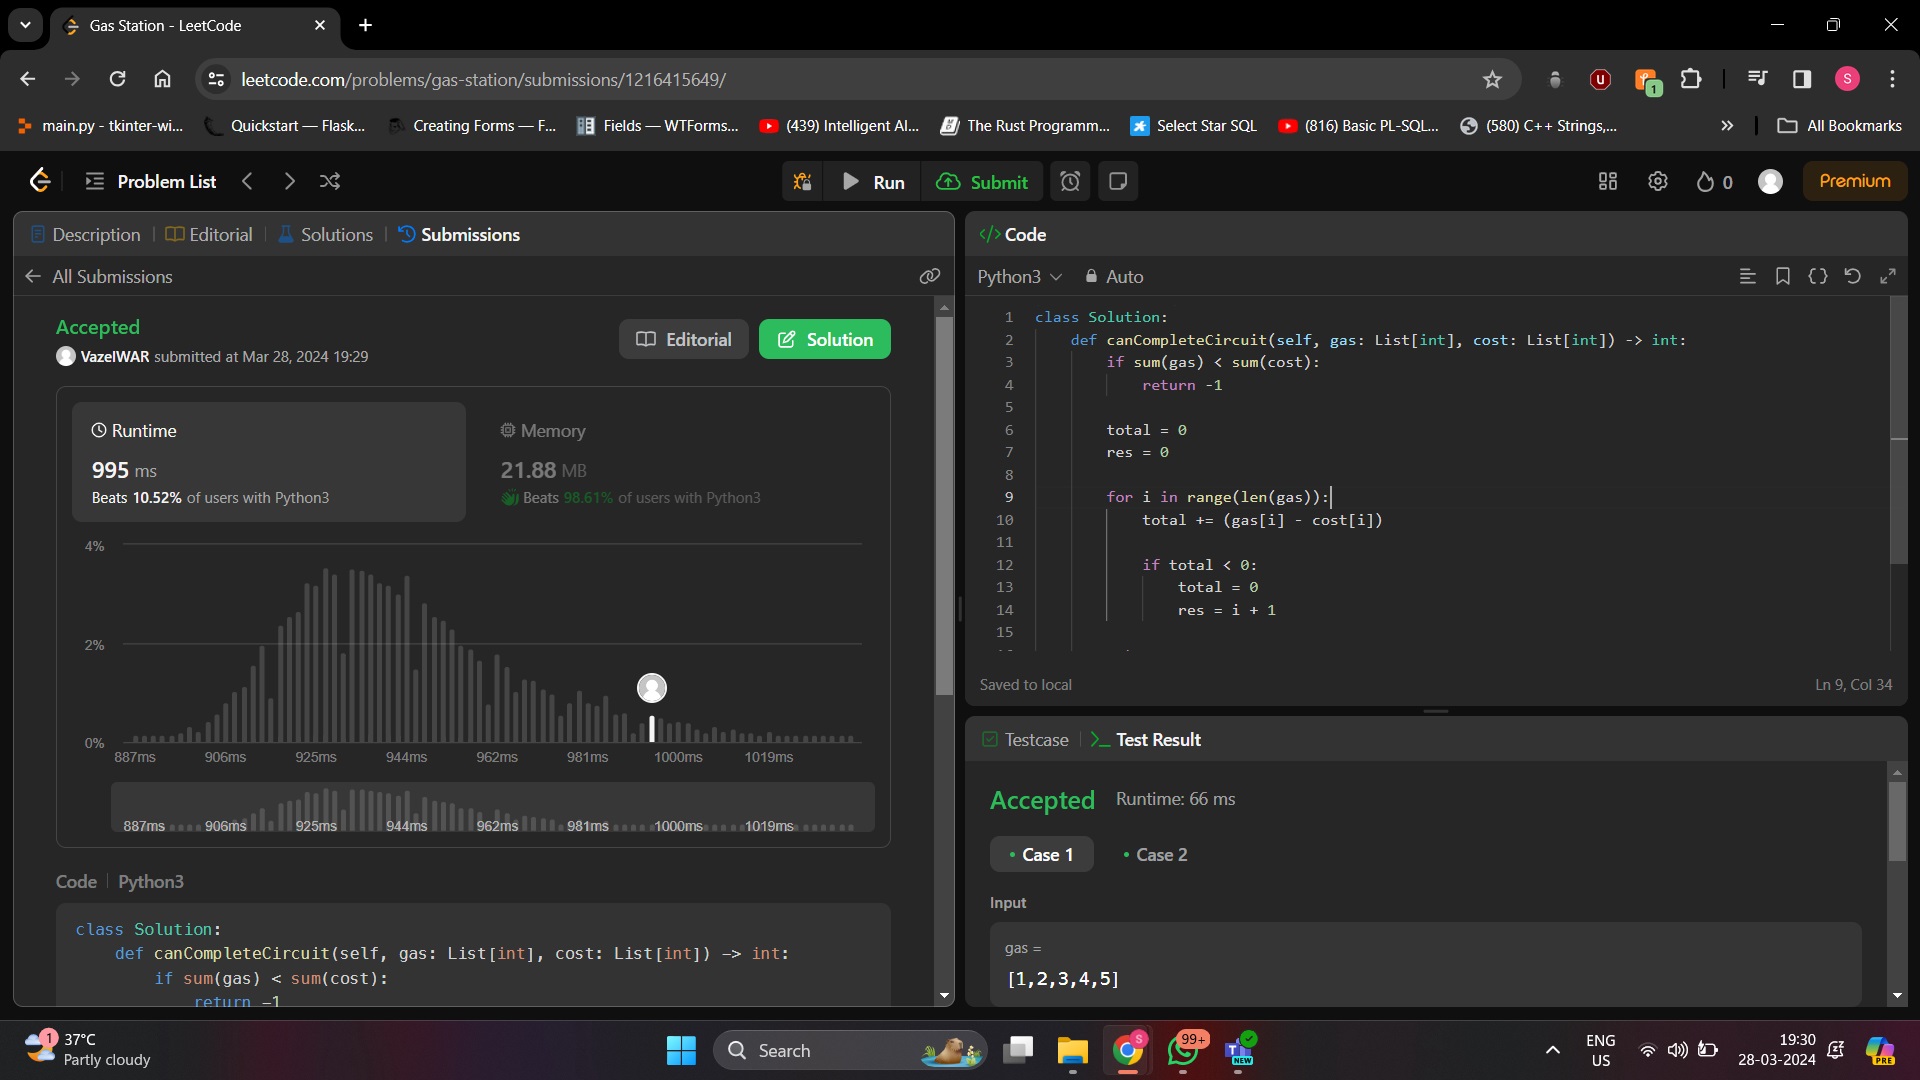 Gas Station - LeetCode
leetcode.com/problems/gas-station/submissions/1216415649/
U
1
S
main.py - tkinter-wi...
Quickstart — Flask...
Creating Forms — F...
Fields — WTForms...
(439) Intelligent Al...
The Rust Programm...
Select Star SQL
(816) Basic PL-SQL...
(580) C++ Strings,...
All Bookmarks
Problem List
Run
Submit
0
Premium
Description
Editorial
Solutions
Submissions
All Submissions
Accepted
VazelWAR submitted at Mar 28, 2024 19:29
Editorial
Solution
Runtime
995 ms
Beats 10.52% of users with Python3
Memory
21.88 MB
Beats 98.61% of users with Python3
4%
2%
0%
887ms 906ms 925ms 944ms 962ms 981ms 1000ms 1019ms
887ms 906ms 925ms 944ms 962ms 981ms 1000ms 1019ms
Code | Python3
class Solution:
def canCompleteCircuit(self, gas: List[int], cost: List[int]) -> int:
if sum(gas) < sum(cost):
return -1
</> Code
Python3
Auto
1 class Solution:
2 def canCompleteCircuit(self, gas: List[int], cost: List[int]) -> int:
3 if sum(gas) < sum(cost):
4 return -1
5
6 total = 0
7 res = 0
8
9 for i in range(len(gas)):
10 total += (gas[i] - cost[i])
11
12 if total < 0:
13 total = 0
14 res = i + 1
15
Saved to local
Ln 9, Col 34
Testcase
Test Result
Accepted
Runtime: 66 ms
Case 1
Case 2
Input
gas =
[1,2,3,4,5]
1
37°C
Partly cloudy
Search
S
99+
NEW
ENG
US
19:30
28-03-2024
PRE